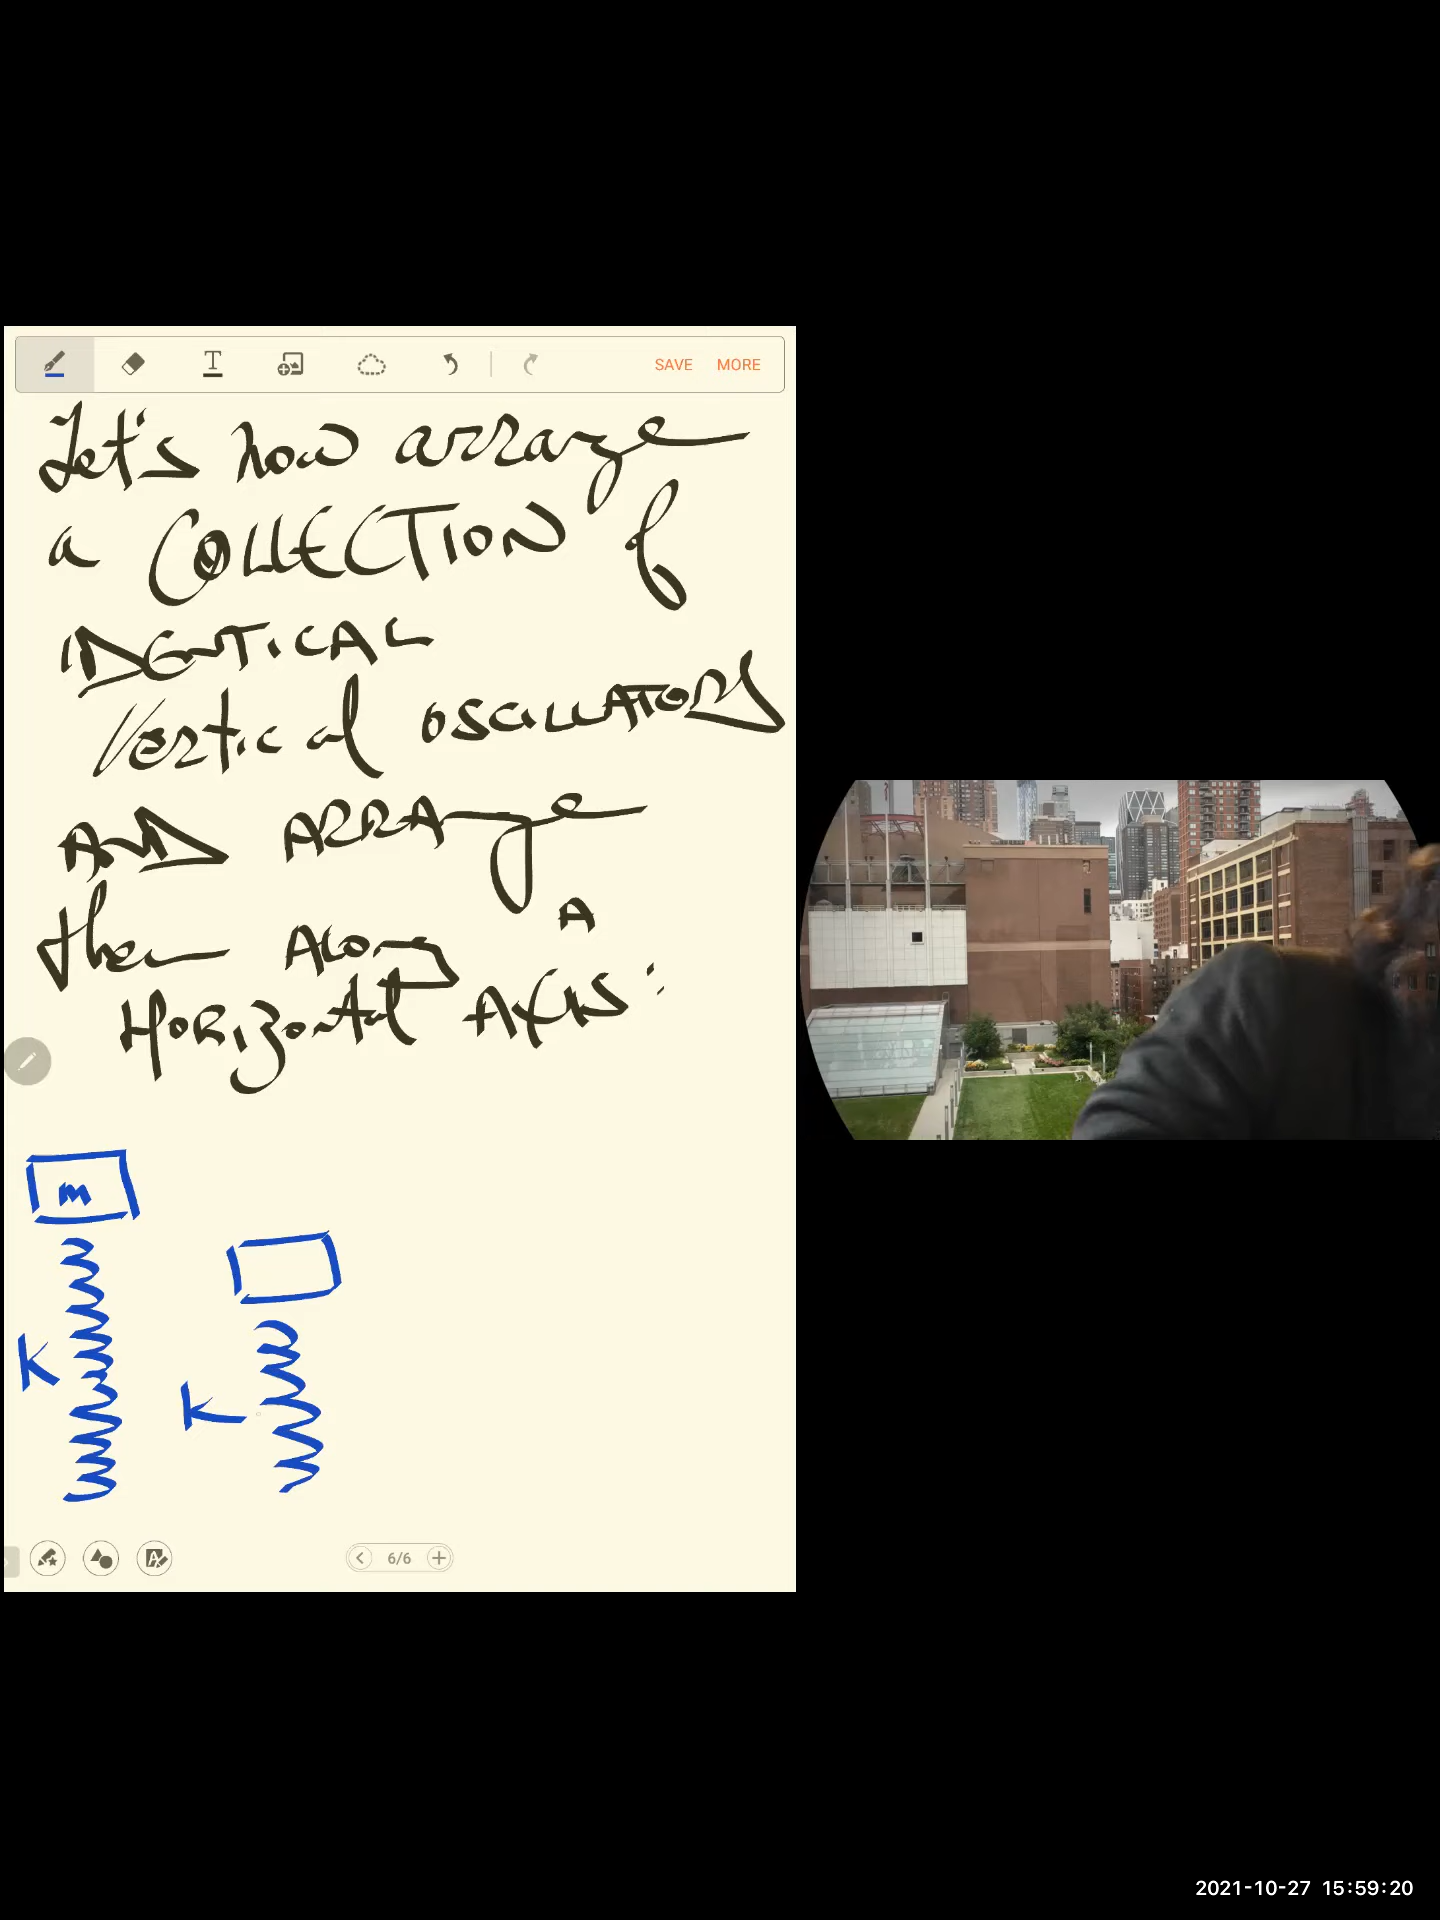 SAVE MORE
Let's now arrange
a COLLECTION of
IDENTICAL
Vertical OSCILLATORY
AND ARRAnge
them Along A
HORIZontal AXIS:
m
K
K
6/6
2021-10-27 15:59:20